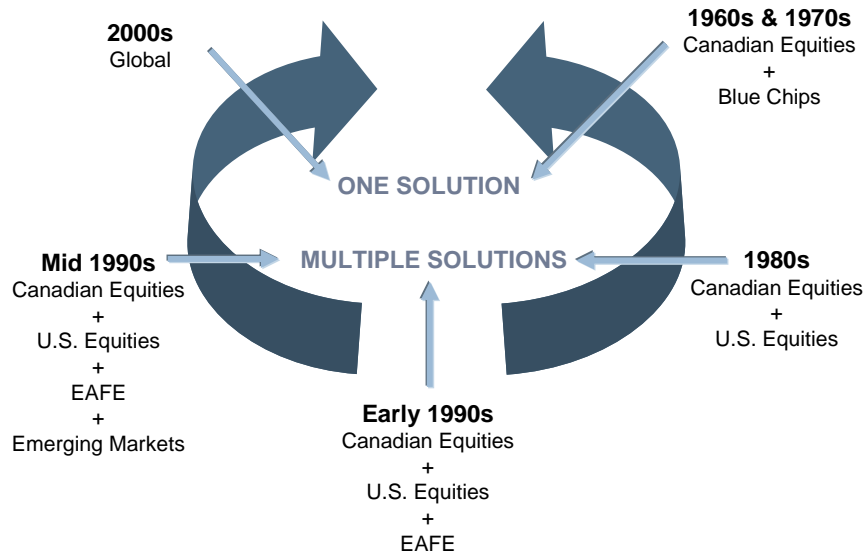 2000s
Global
1960s & 1970s
Canadian Equities
+
Blue Chips
ONE SOLUTION
MULTIPLE SOLUTIONS
Mid 1990s
Canadian Equities
+
U.S. Equities
+
EAFE
+
Emerging Markets
1980s
Canadian Equities
+
U.S. Equities
Early 1990s
Canadian Equities
+
U.S. Equities
+
EAFE